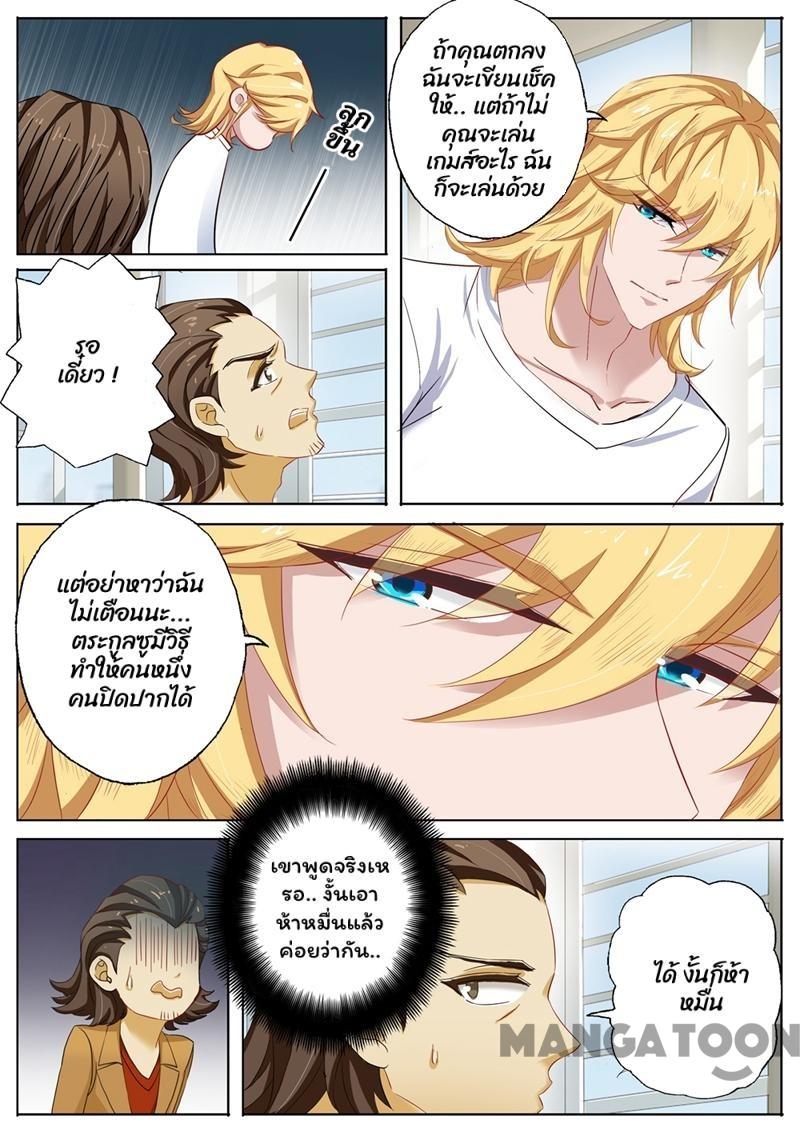 ลุก
ขึ้น
ถ้าคุณตกลง
ฉันจะเขียนเช็ค
ให้.. แต่ถ้าไม่
คุณจะเล่น
เกมส์อะไร ฉัน
ก็จะเล่นด้วย
รอ
เดี๋ยว !
แต่อย่าหาว่าฉัน
ไม่เตือนนะ...
ตระกูลซูมีวิธี
ทำให้คนหนึ่ง
คนปิดปากได้
เขาพูดจริงเห
รอ.. งั้นเอา
ห้าหมื่นแล้ว
ค่อยว่ากัน..
ได้ งั้นก็ห้า
หมื่น
MANGATOON